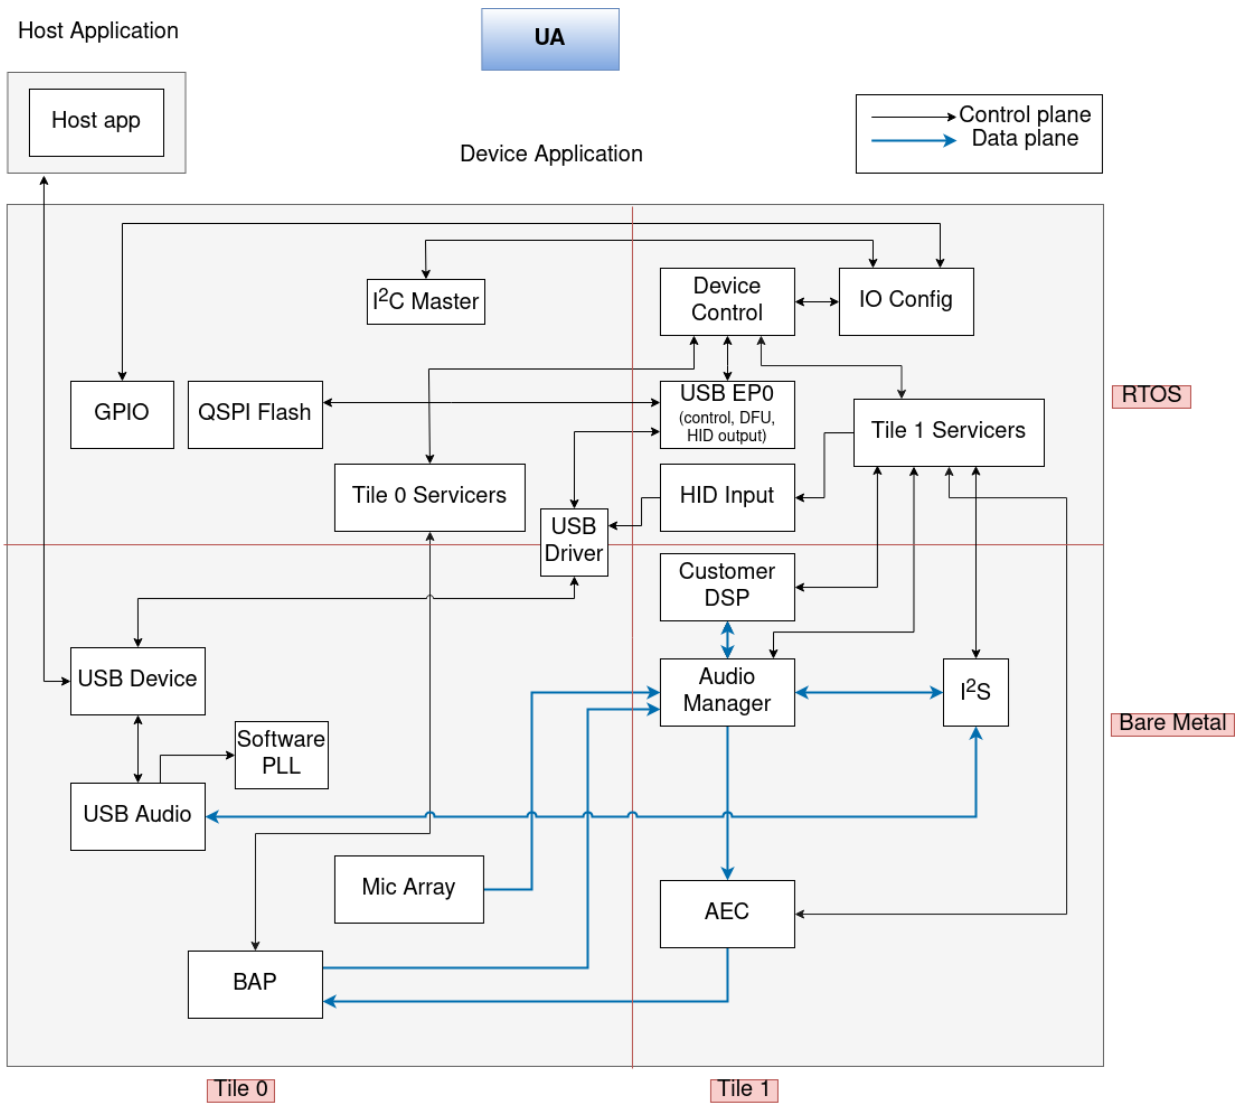 Host Application
UA
Host app
Control plane
Data plane
Device Application
I²C Master
Device
Control
IO Config
GPIO
QSPI Flash
USB EP0
(control, DFU,
HID output)
RTOS
Tile 1 Servicers
Tile 0 Servicers
HID Input
USB
Driver
Customer
DSP
USB Device
Audio
Manager
I²S
Bare Metal
Software
PLL
USB Audio
Mic Array
AEC
BAP
Tile 0
Tile 1